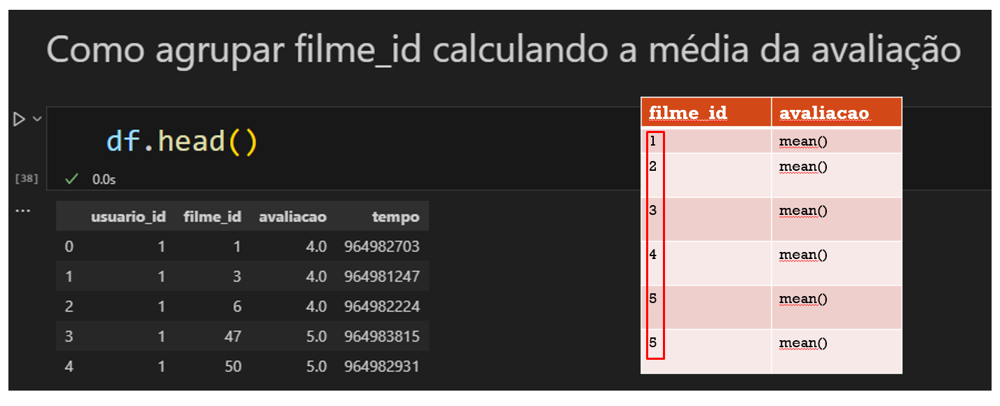 Como agrupar filme_id calculando a média da avaliação
df.head()
[38] 0.0s
...
usuario_id filme_id avaliacao tempo
0 1 1 4.0 964982703
1 1 3 4.0 964981247
2 1 6 4.0 964982224
3 1 47 5.0 964983815
4 1 50 5.0 964982931
filme_id avaliacao
1 mean()
2 mean()
3 mean()
4 mean()
5 mean()
5 mean()